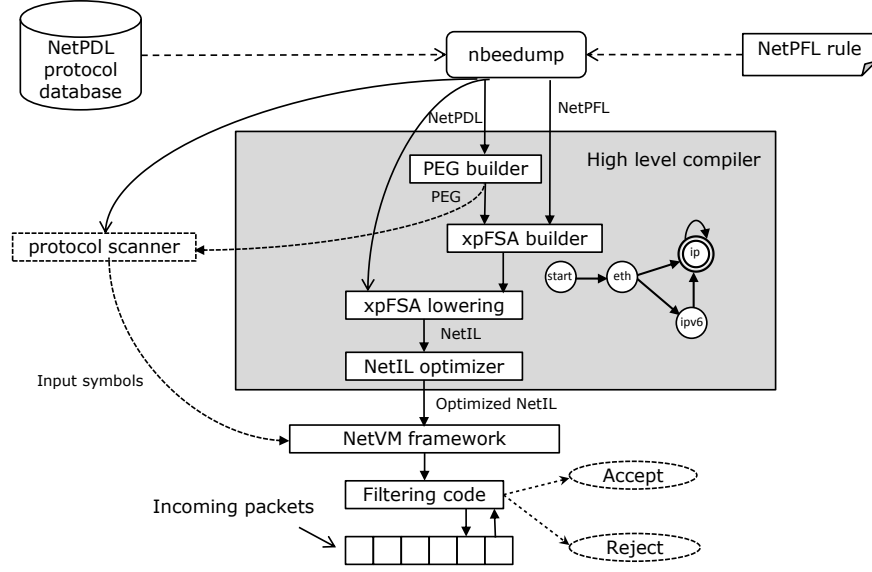 NetPDL
protocol
database
nbeedump
NetPFL rule
NetPDL
NetPFL
High level compiler
PEG builder
PEG
protocol scanner
xpFSA builder
ip
start
eth
ipv6
xpFSA lowering
NetIL
NetIL optimizer
Input symbols
Optimized NetIL
NetVM framework
Accept
Filtering code
Incoming packets
Reject